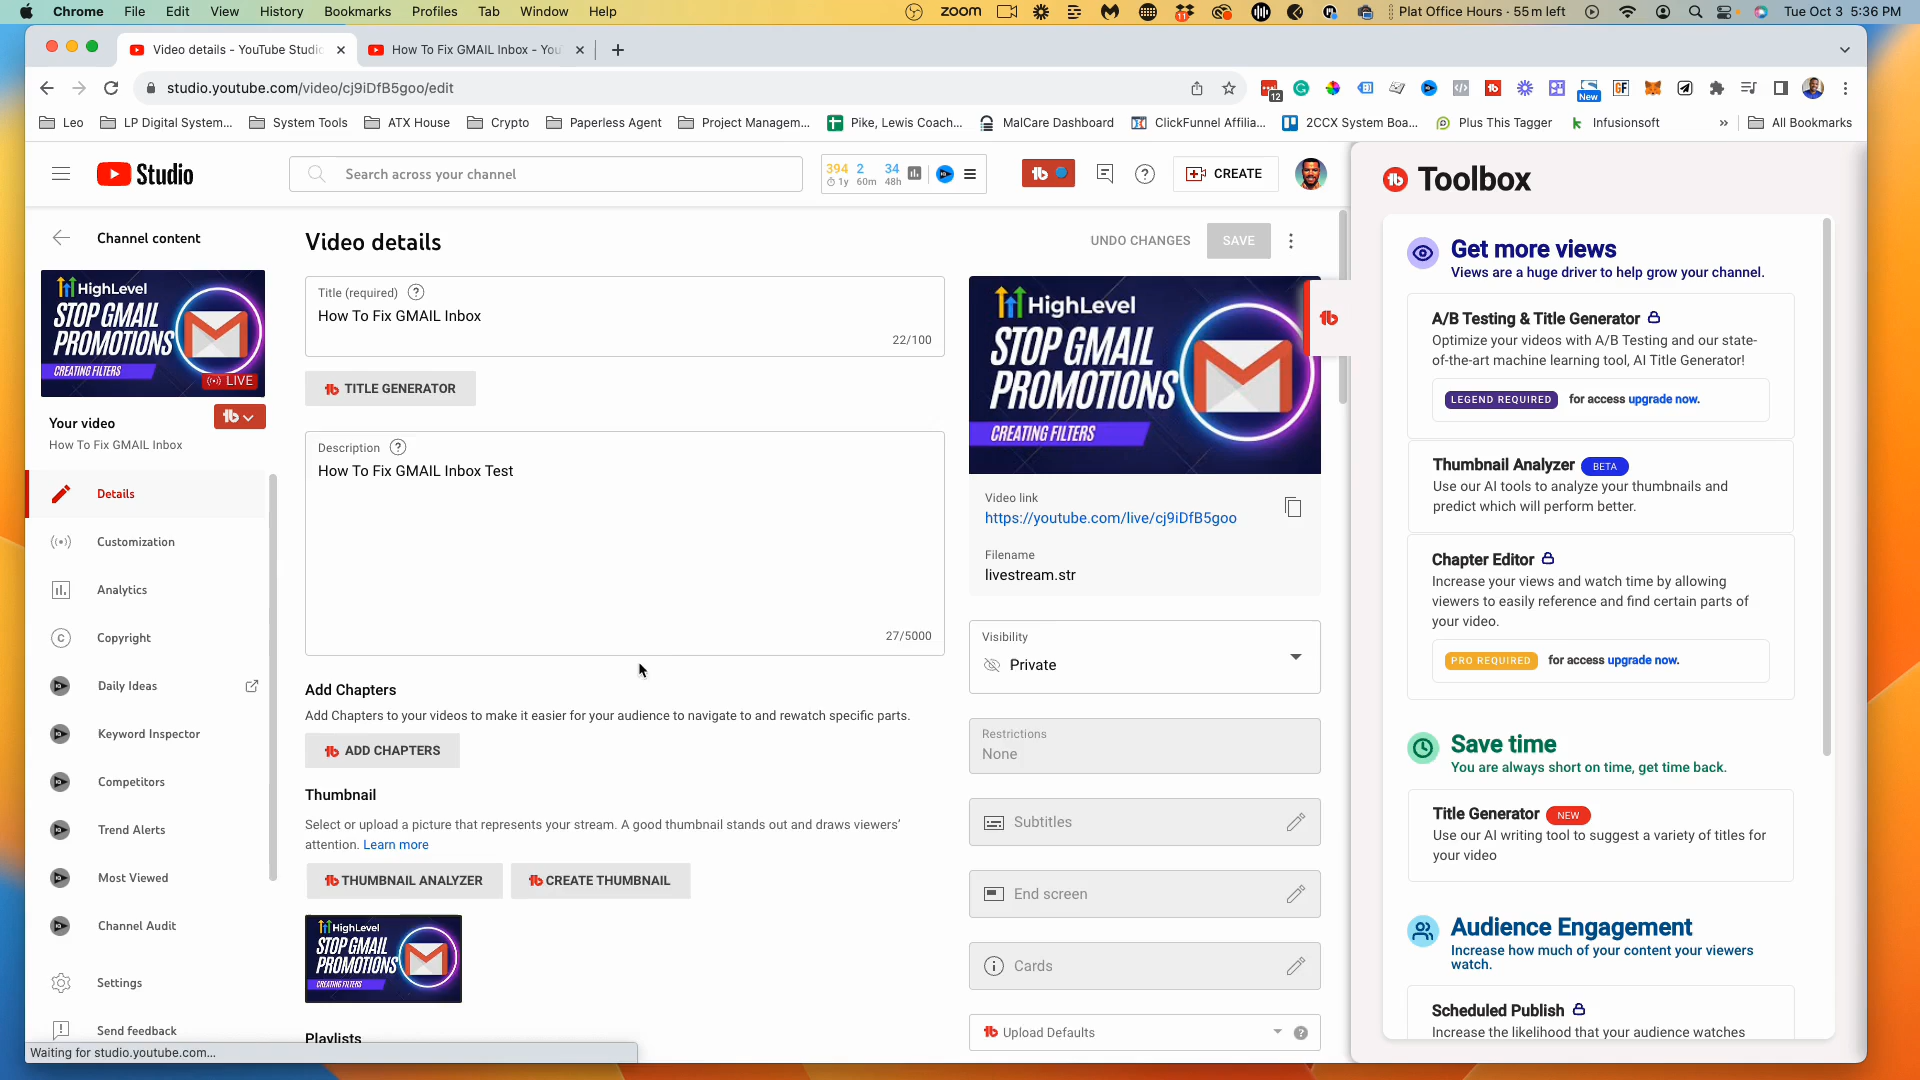 Chrome File Edit View History Bookmarks Profiles Tab Window Help
zoom
11
Plat Office Hours · 55 m left
Tue Oct 3 5:36 PM
Video details - YouTube Studio
How To Fix GMAIL Inbox - You
studio.youtube.com/video/cj9iDfB5goo/edit
12
New
Leo
LP Digital System...
System Tools
ATX House
Crypto
Paperless Agent
Project Managem...
Pike, Lewis Coach...
MalCare Dashboard
ClickFunnel Affilia...
2CCX System Boa...
Plus This Tagger
Infusionsoft
»
All Bookmarks
Studio
Search across your channel
394 2 34
1y 60m 48h
CREATE
Toolbox
Channel content
HighLevel
STOP GMAIL
PROMOTIONS
CREATING FILTERS
LIVE
Your video
How To Fix GMAIL Inbox
Details
Customization
Analytics
Copyright
Daily Ideas
Keyword Inspector
Competitors
Trend Alerts
Most Viewed
Channel Audit
Settings
Send feedback
Waiting for studio.youtube.com...
Video details
UNDO CHANGES
SAVE
Title (required)
How To Fix GMAIL Inbox
22/100
TITLE GENERATOR
Description
How To Fix GMAIL Inbox Test
27/5000
Add Chapters
Add Chapters to your videos to make it easier for your audience to navigate to and rewatch specific parts.
ADD CHAPTERS
Thumbnail
Select or upload a picture that represents your stream. A good thumbnail stands out and draws viewers'
attention. Learn more
THUMBNAIL ANALYZER
CREATE THUMBNAIL
HighLevel
STOP GMAIL
PROMOTIONS
CREATING FILTERS
Playlists
HighLevel
STOP GMAIL
PROMOTIONS
CREATING FILTERS
Video link
https://youtube.com/live/cj9iDfB5goo
Filename
livestream.str
Visibility
Private
Restrictions
None
Subtitles
End screen
Cards
Upload Defaults
Get more views
Views are a huge driver to help grow your channel.
A/B Testing & Title Generator
Optimize your videos with A/B Testing and our state-
of-the-art machine learning tool, AI Title Generator!
LEGEND REQUIRED for access upgrade now.
Thumbnail Analyzer BETA
Use our AI tools to analyze your thumbnails and
predict which will perform better.
Chapter Editor
Increase your views and watch time by allowing
viewers to easily reference and find certain parts of
your video.
PRO REQUIRED for access upgrade now.
Save time
You are always short on time, get time back.
Title Generator NEW
Use our AI writing tool to suggest a variety of titles for
your video
Audience Engagement
Increase how much of your content your viewers
watch.
Scheduled Publish
Increase the likelihood that your audience watches